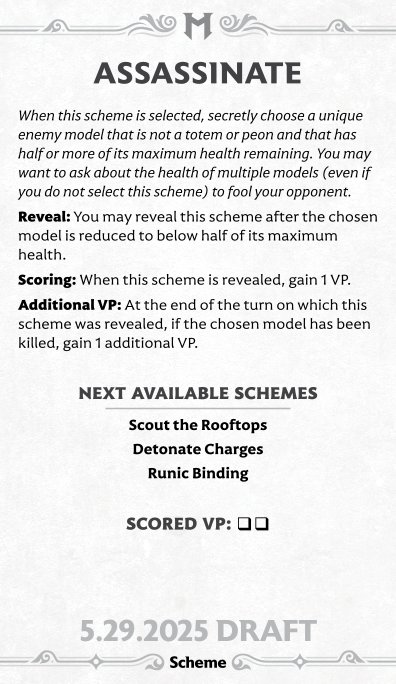 M
ASSASSINATE
When this scheme is selected, secretly choose a unique
enemy model that is not a totem or peon and that has
half or more of its maximum health remaining. You may
want to ask about the health of multiple models (even if
you do not select this scheme) to fool your opponent.
Reveal: You may reveal this scheme after the chosen
model is reduced to below half of its maximum
health.
Scoring: When this scheme is revealed, gain 1 VP.
Additional VP: At the end of the turn on which this
scheme was revealed, if the chosen model has been
killed, gain 1 additional VP.
NEXT AVAILABLE SCHEMES
Scout the Rooftops
Detonate Charges
Runic Binding
SCORED VP: ❏❏
5.29.2025 DRAFT
Scheme